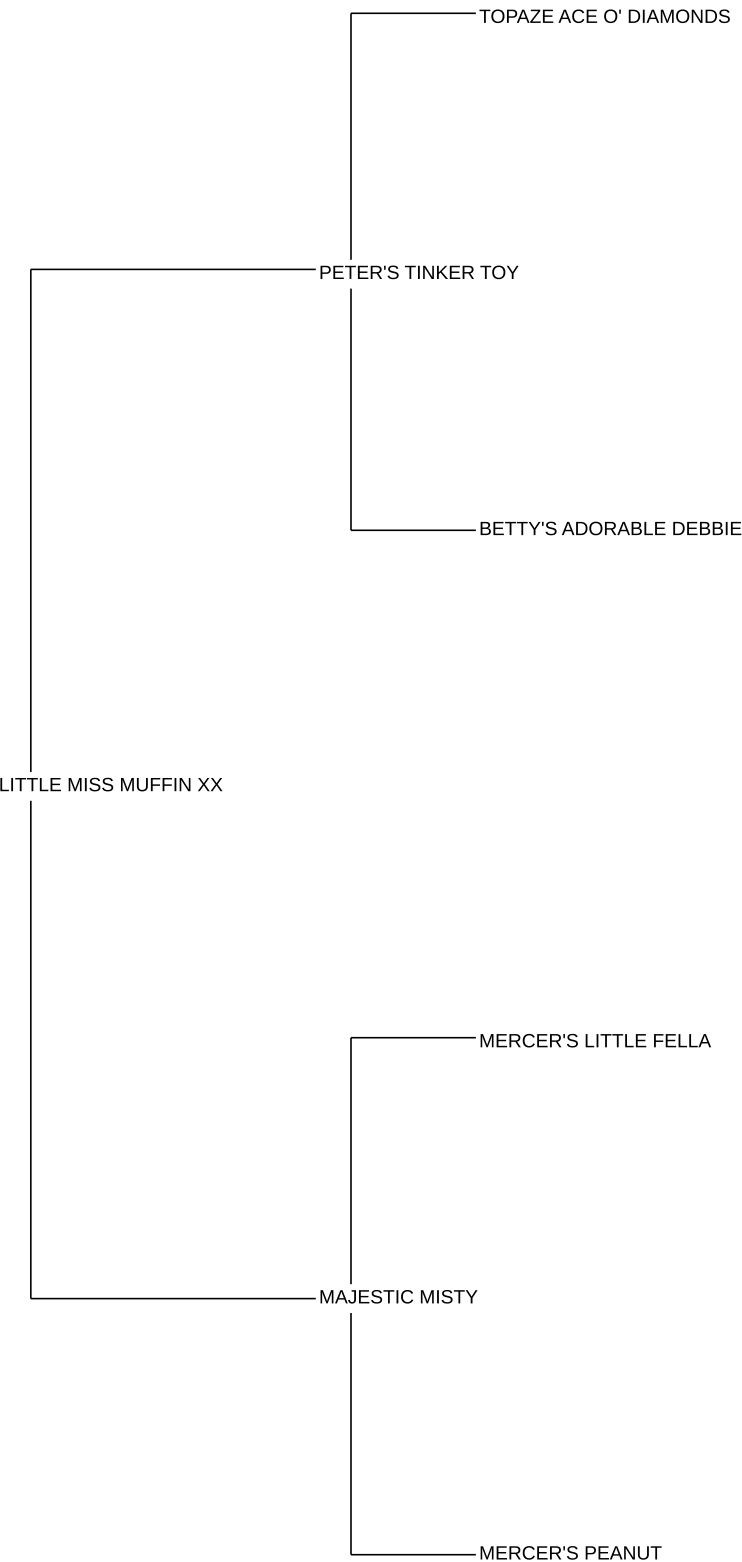 TOPAZE ACE O' DIAMONDS
PETER'S TINKER TOY
BETTY'S ADORABLE DEBBIE
LITTLE MISS MUFFIN XX
MERCER'S LITTLE FELLA
MAJESTIC MISTY
MERCER'S PEANUT